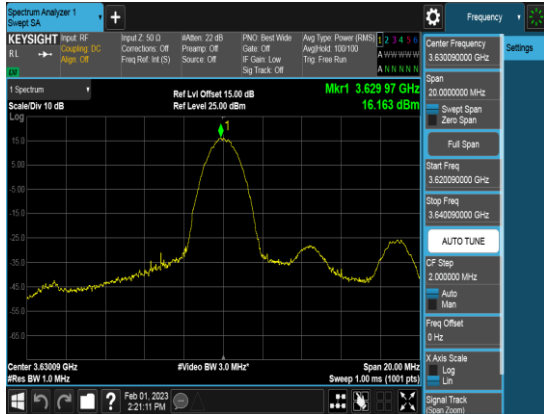 Spectrum Analyzer 1
Swept SA
+
Frequency
KEYSIGHT
RL
LXI
Input: RF
Coupling: DC
Align: Off
Input Z: 50 Ω
Corrections: Off
Freq Ref: Int (S)
#Atten: 22 dB
Preamp: Off
Source: Off
PNO: Best Wide
Gate: Off
IF Gain: Low
Sig Track: Off
Avg Type: Power (RMS)
Avg|Hold: 100/100
Trig: Free Run
1 2 3 4 5 6
A W W W W W
A N N N N N
1 Spectrum
Scale/Div 10 dB
Ref Lvl Offset 15.00 dB
Ref Level 25.00 dBm
Mkr1 3.629 97 GHz
16.163 dBm
Log
1
15.0
5.00
-5.00
-15.0
-25.0
-35.0
-45.0
-55.0
-65.0
Center 3.63009 GHz
#Res BW 1.0 MHz
#Video BW 3.0 MHz*
Span 20.00 MHz
Sweep 1.00 ms (1001 pts)
Feb 01, 2023
2:21:11 PM
?
Center Frequency
3.630090000 GHz
Span
20.0000000 MHz
Swept Span
Zero Span
Full Span
Start Freq
3.620090000 GHz
Stop Freq
3.640090000 GHz
AUTO TUNE
CF Step
2.000000 MHz
Auto
Man
Freq Offset
0 Hz
X Axis Scale
Log
Lin
Signal Track
(Span Zoom)
Settings